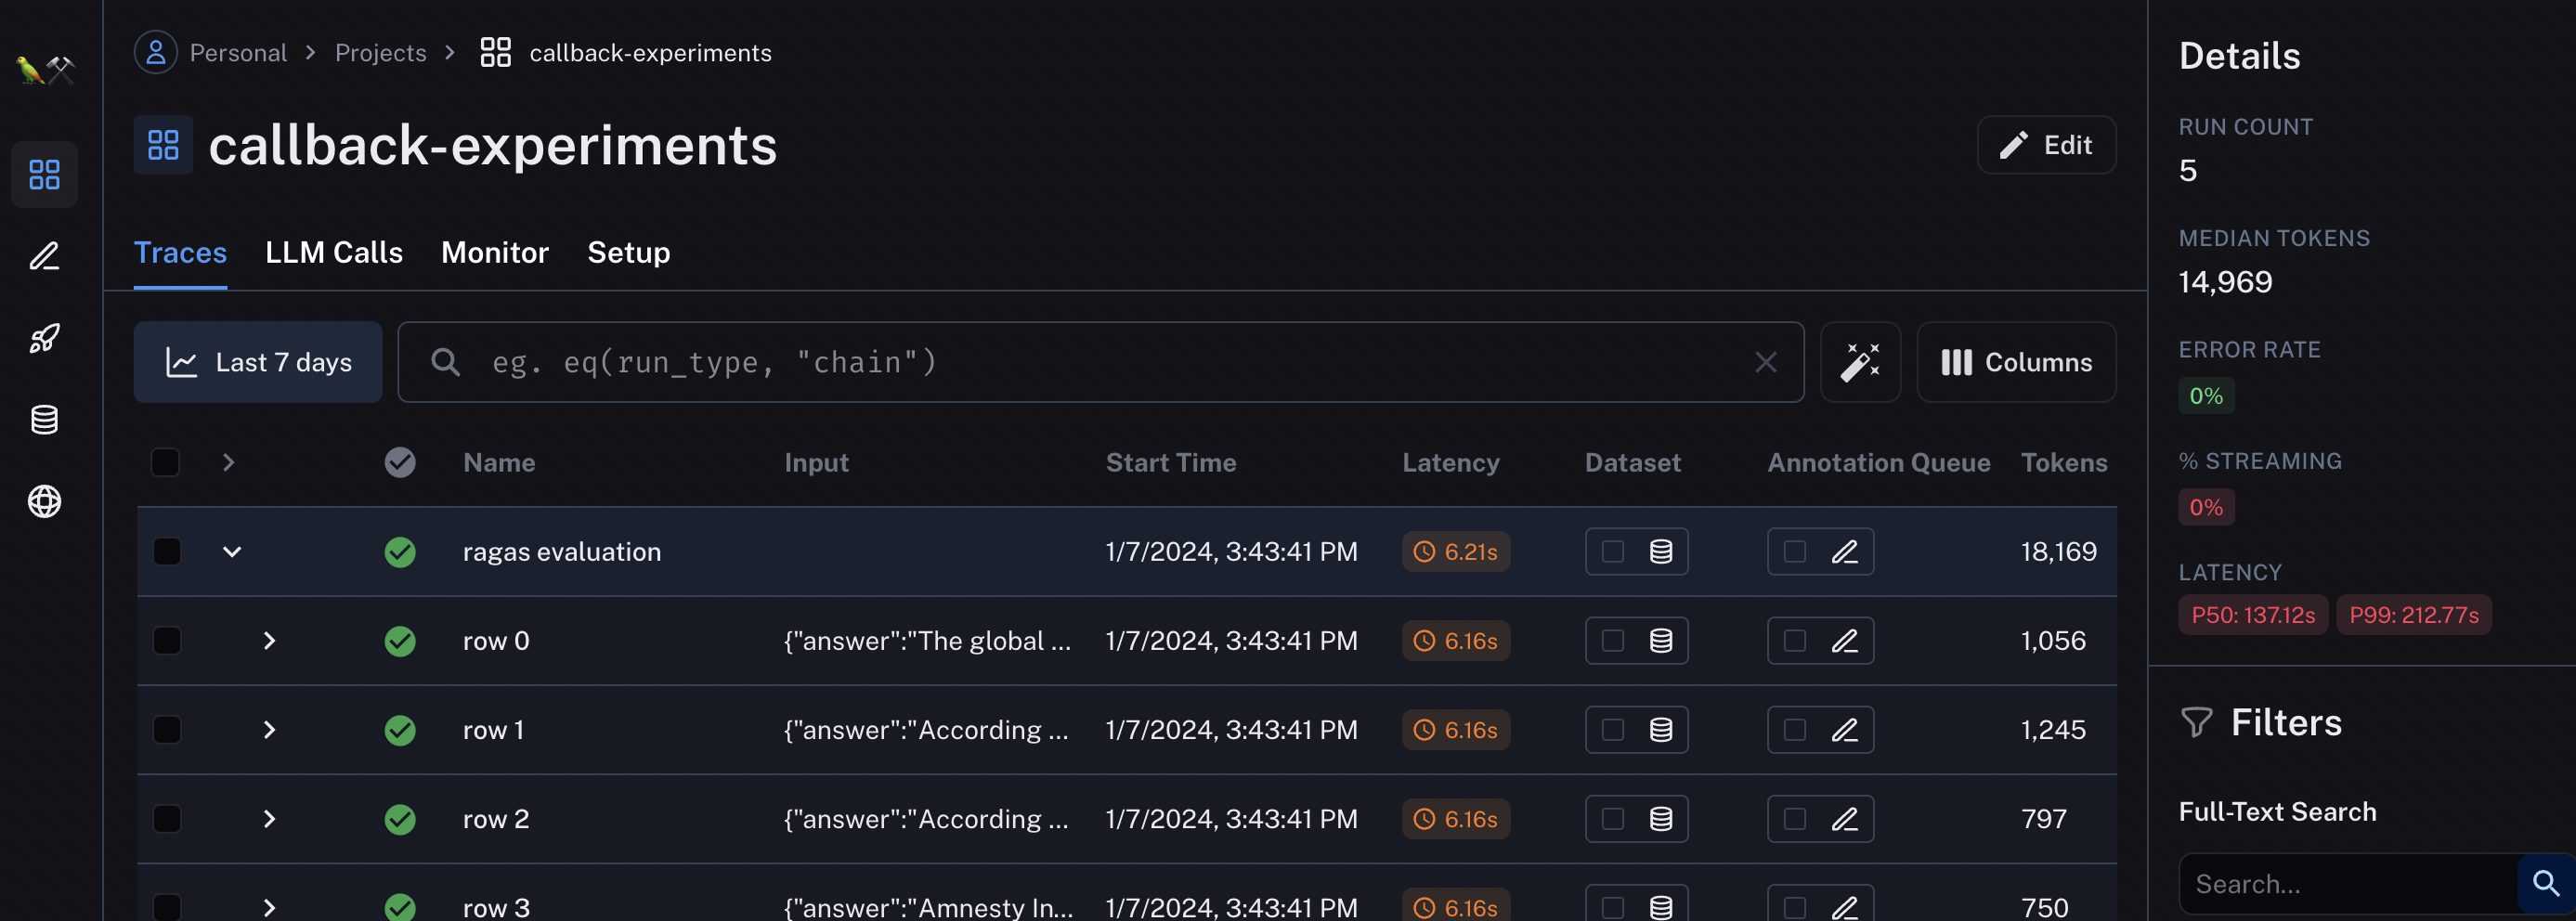 Personal > Projects > callback-experiments
callback-experiments
Edit
Traces LLM Calls Monitor Setup
Last 7 days
eg. eq(run_type, "chain")
Columns
Name Input Start Time Latency Dataset Annotation Queue Tokens
ragas evaluation 1/7/2024, 3:43:41 PM 6.21s 18,169
row 0 {"answer":"The global ... 1/7/2024, 3:43:41 PM 6.16s 1,056
row 1 {"answer":"According ... 1/7/2024, 3:43:41 PM 6.16s 1,245
row 2 {"answer":"According ... 1/7/2024, 3:43:41 PM 6.16s 797
row 3 {"answer":"Amnesty In... 1/7/2024, 3:43:41 PM 6.16s 750
Details
RUN COUNT
5
MEDIAN TOKENS
14,969
ERROR RATE
0%
% STREAMING
0%
LATENCY
P50: 137.12s P99: 212.77s
Filters
Full-Text Search
Search...